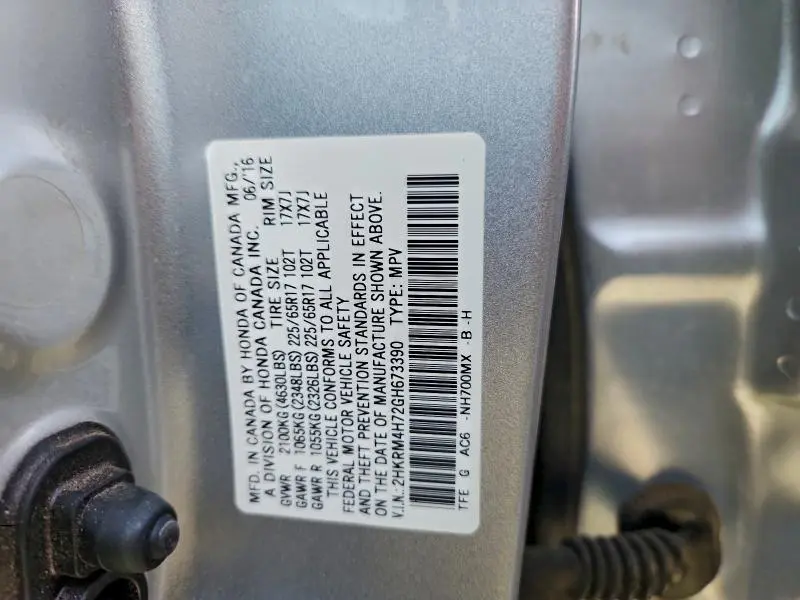 MFD. IN CANADA BY HONDA OF CANADA MFG.,
A DIVISION OF HONDA CANADA INC. 06/'16
GVWR 2100KG(4630LBS) TIRE SIZE RIM SIZE
GAWR F 1065KG(2348LBS)225/65R17 102T 17X7J
GAWR R 1055KG(2326LBS)225/65R17 102T 17X7J
THIS VEHICLE CONFORMS TO ALL APPLICABLE
FEDERAL MOTOR VEHICLE SAFETY
AND THEFT PREVENTION STANDARDS IN EFFECT
ON THE DATE OF MANUFACTURE SHOWN ABOVE.
V.I.N.:2HKRM4H72GH673390 TYPE: MPV
TFE G AC6 -NH700MX -B -H